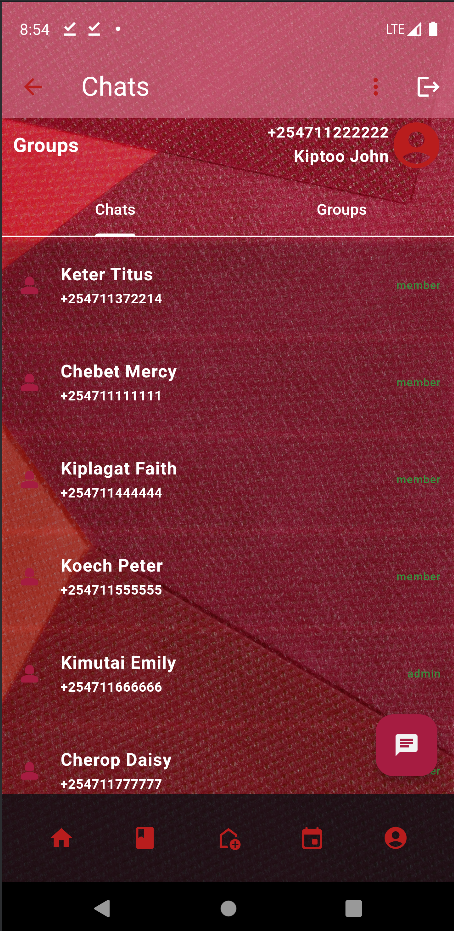 8:54
LTE
Chats
Groups
+254711222222
Kiptoo John
Chats
Groups
Keter Titus
+254711372214
member
Chebet Mercy
+254711111111
member
Kiplagat Faith
+254711444444
member
Koech Peter
+254711555555
member
Kimutai Emily
+254711666666
admin
Cherop Daisy
+254711777777